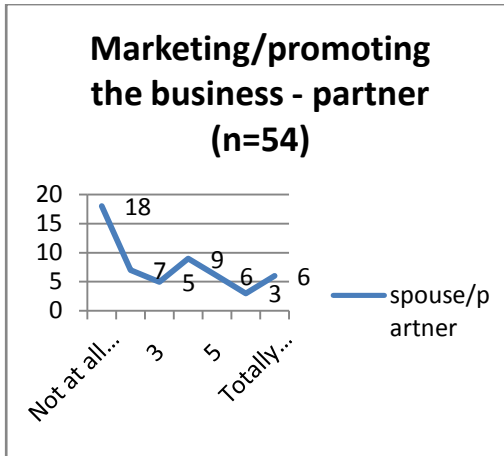 Marketing/promoting
the business - partner
(n=54)
20
15
10
5
0
18
7
5
9
6
3
6
Not at all...
3
5
Totally...
spouse/p
artner